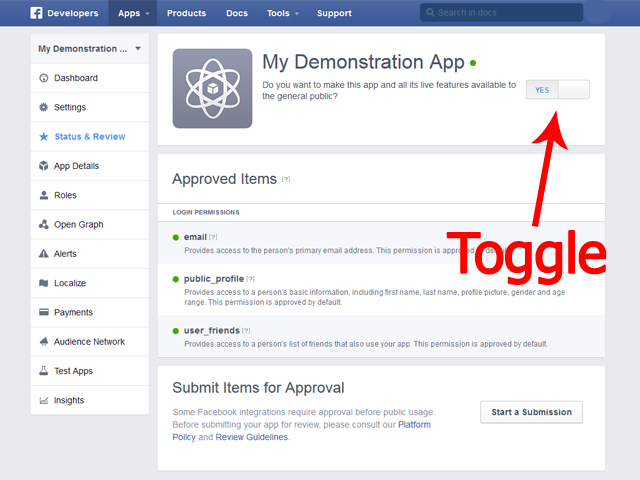 Developers Apps Products Docs Tools Support Search in docs
My Demonstration ...
Dashboard
Settings
Status & Review
App Details
Roles
Open Graph
Alerts
Localize
Payments
Audience Network
Test Apps
Insights
My Demonstration App
Do you want to make this app and all its live features available to
the general public?
YES
Toggle
Approved Items [?]
LOGIN PERMISSIONS
email [?]
Provides access to the person's primary email address. This permission is approved by
public_profile [?]
Provides access to a person's basic information, including first name, last name, profile picture, gender and age
range. This permission is approved by default.
user_friends [?]
Provides access to a person's list of friends that also use your app. This permission is approved by default.
Submit Items for Approval
Some Facebook integrations require approval before public usage.
Before submitting your app for review, please consult our Platform
Policy and Review Guidelines.
Start a Submission